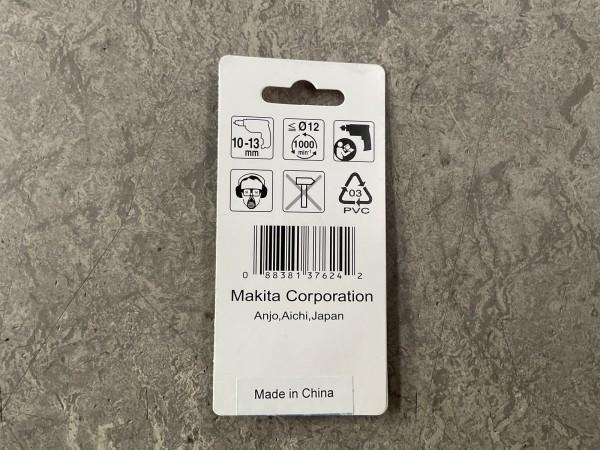 10-13
mm
≤ Ø12
1000
min⁻¹
03
PVC
0 88381 37624 2
Makita Corporation
Anjo,Aichi,Japan
Made in China